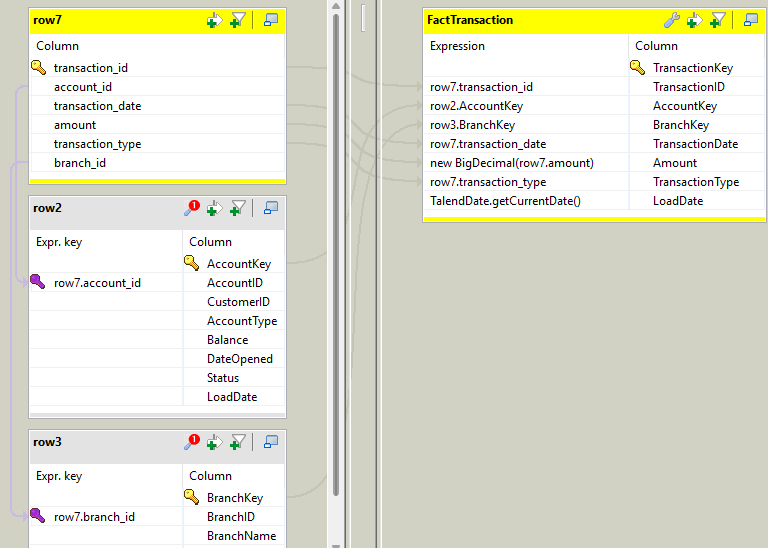 row7
Column
transaction_id
account_id
transaction_date
amount
transaction_type
branch_id
row2
1
Expr. key Column
AccountKey
row7.account_id AccountID
CustomerID
AccountType
Balance
DateOpened
Status
LoadDate
row3
1
Expr. key Column
BranchKey
row7.branch_id BranchID
BranchName
FactTransaction
Expression Column
TransactionKey
row7.transaction_id TransactionID
row2.AccountKey AccountKey
row3.BranchKey BranchKey
row7.transaction_date TransactionDate
new BigDecimal(row7.amount) Amount
row7.transaction_type TransactionType
TalendDate.getCurrentDate() LoadDate